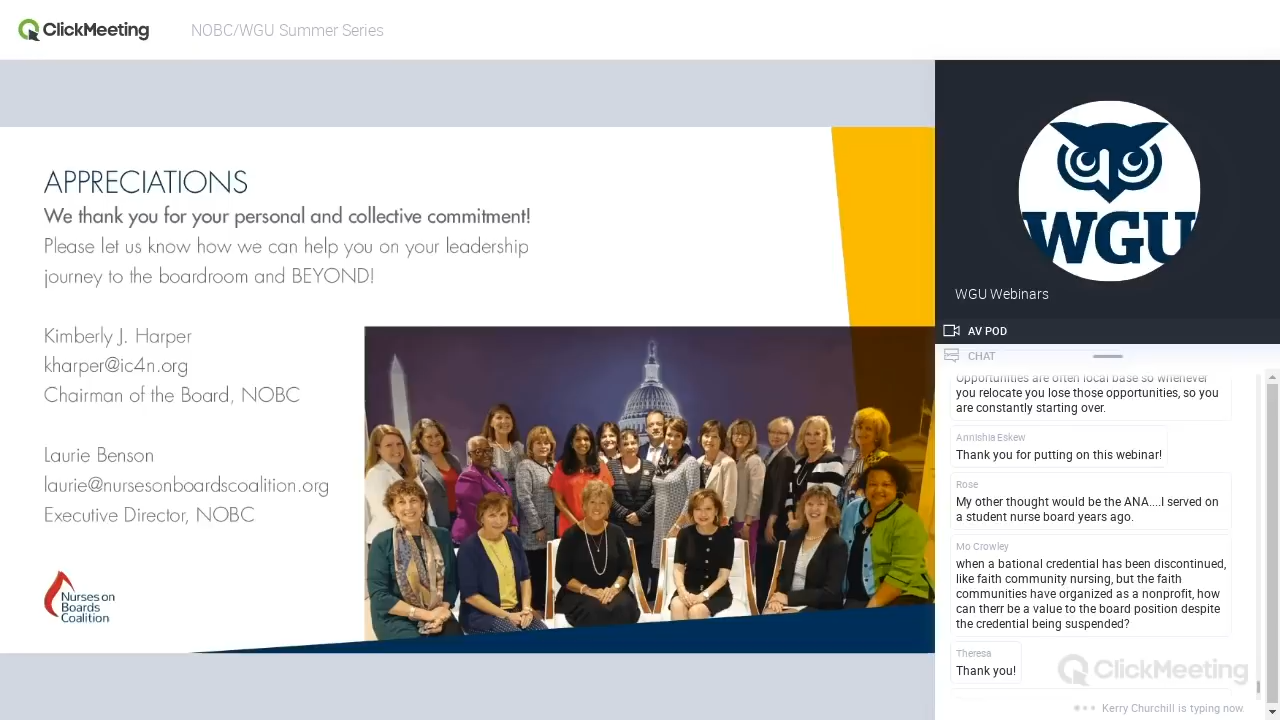 ClickMeeting
NOBC/WGU Summer Series
APPRECIATIONS
We thank you for your personal and collective commitment!
Please let us know how we can help you on your leadership
journey to the boardroom and BEYOND!
Kimberly J. Harper
kharper@ic4n.org
Chairman of the Board, NOBC
Laurie Benson
laurie@nursesonboardscoalition.org
Executive Director, NOBC
Nurses on
Boards
Coalition
WGU
WGU Webinars
AV POD
CHAT
Opportunities are often local base so whenever
you relocate you lose those opportunities, so you
are constantly starting over.
Annishia Eskew
Thank you for putting on this webinar!
Rose
My other thought would be the ANA....I served on
a student nurse board years ago.
Mo Crowley
when a bational credential has been discontinued,
like faith community nursing, but the faith
communities have organized as a nonprofit, how
can therr be a value to the board position despite
the credential being suspended?
Theresa
Thank you!
ClickMeeting
Kerry Churchill is typing now.